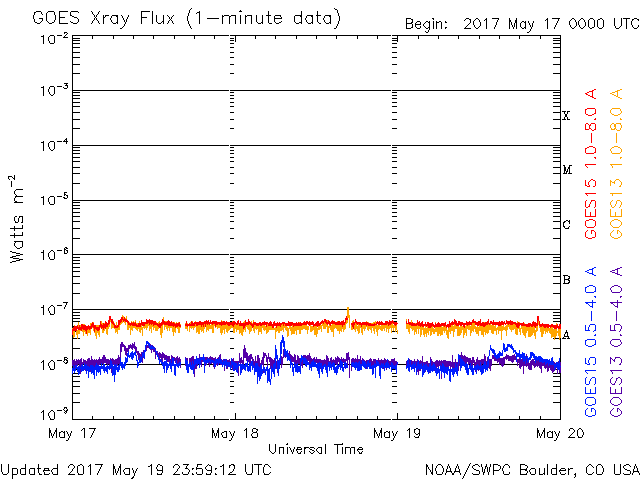 GOES Xray Flux (1-minute data)
Begin: 2017 May 17 0000 UTC
10-2
10-3
10-4
10-5
10-6
10-7
10-8
10-9
Watts m-2
X
M
C
B
A
GOES15 1.0-8.0 A
GOES13 1.0-8.0 A
GOES15 0.5-4.0 A
GOES13 0.5-4.0 A
May 17
May 18
May 19
May 20
Universal Time
Updated 2017 May 19 23:59:12 UTC
NOAA/SWPC Boulder, CO USA